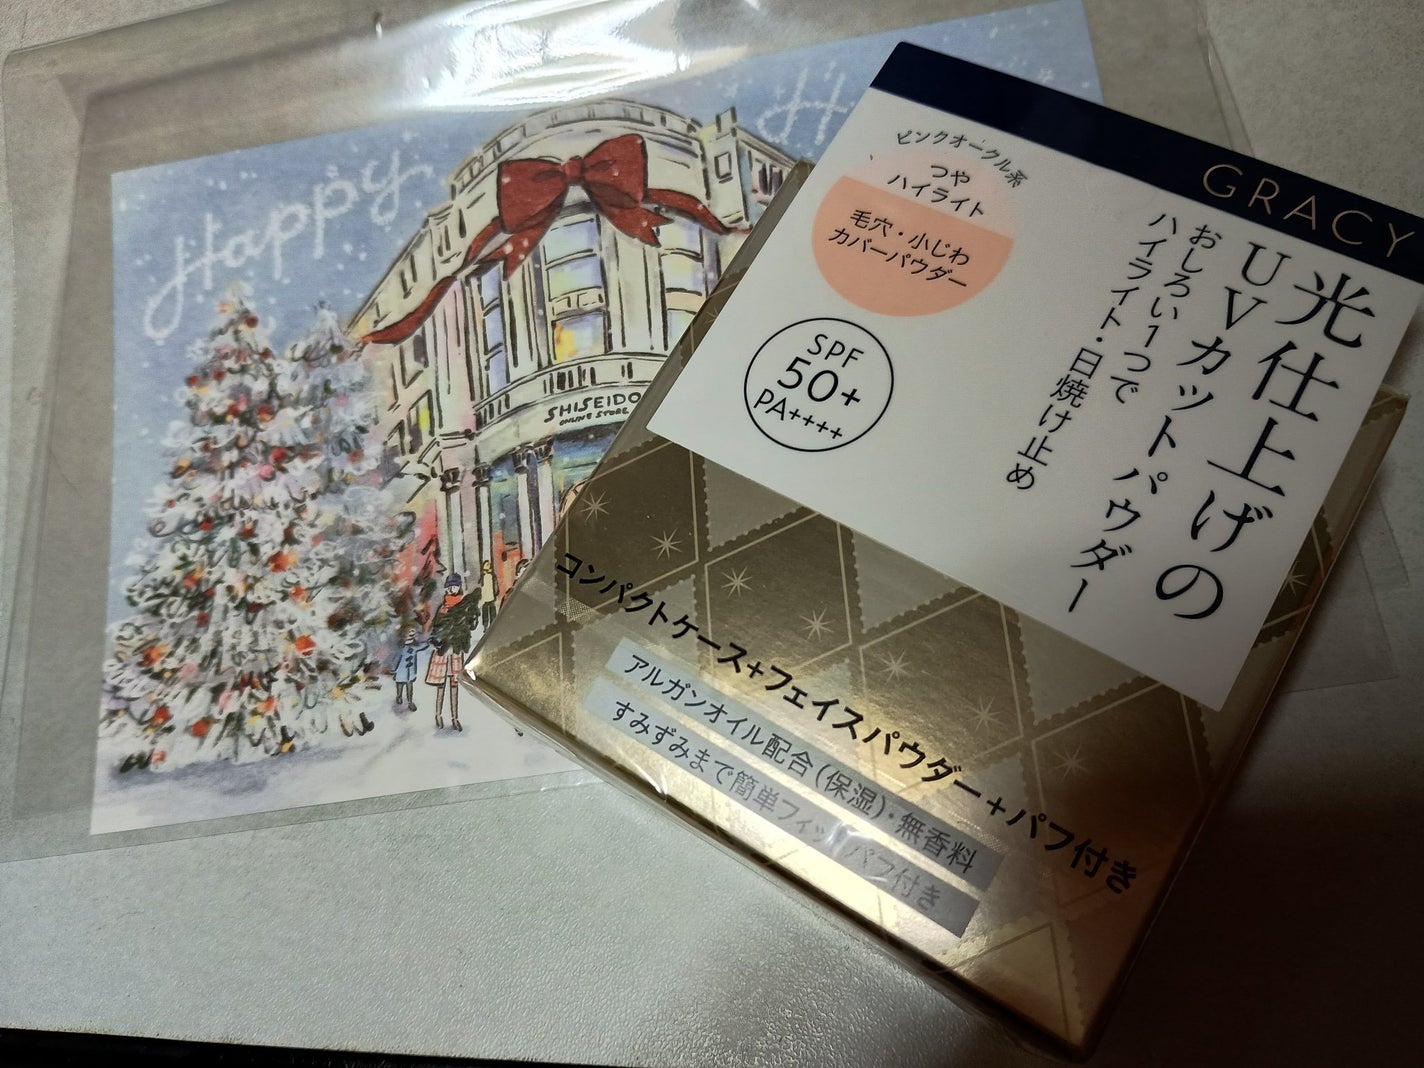 Happy
H
SHISEIDO
ONLINE STORE
GRACY
光仕上げの
UVカットパウダー
おしろい1つで
ハイライト・日焼け止め
ピンクオークル系
つや
ハイライト
毛穴・小じわ
カバーパウダー
SPF
50+
PA++++
コンパクトケース+フェイスパウダー+パフ付き
アルガンオイル配合(保湿)・無香料
すみずみまで簡単フィットパフ付き